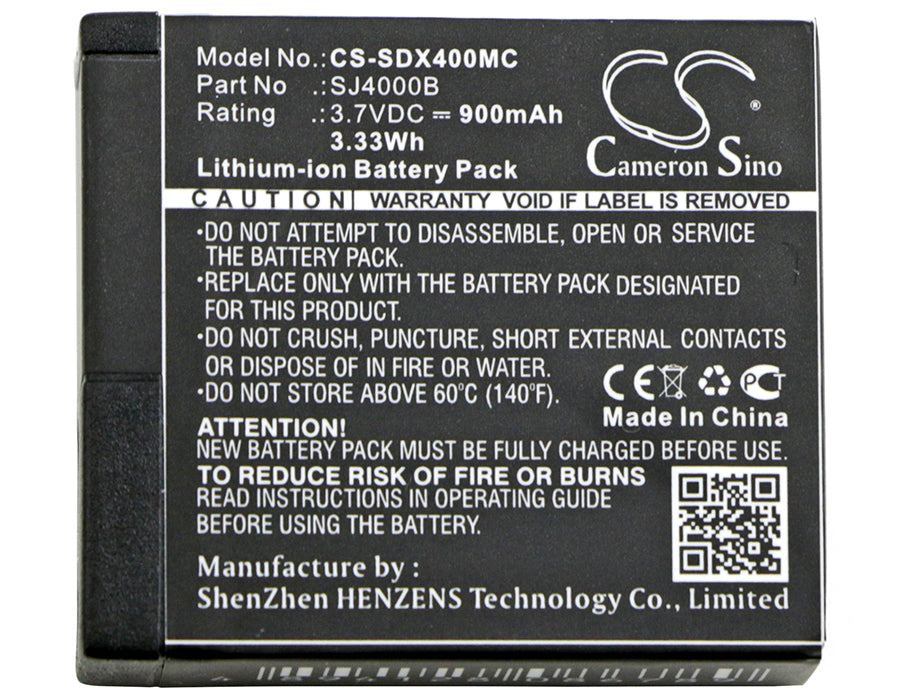 Model No.: CS-SDX400MC
Part No .: SJ4000B
Rating .: 3.7VDC ⎓ 900mAh
3.33Wh
Lithium-ion Battery Pack
CS ®
Cameron Sino
CAUTION| WARRANTY VOID IF LABEL IS REMOVED
·DO NOT ATTEMPT TO DISASSEMBLE, OPEN OR SERVICE
THE BATTERY PACK.
·REPLACE ONLY WITH THE BATTERY PACK DESIGNATED
FOR THIS PRODUCT.
·DO NOT CRUSH, PUNCTURE, SHORT EXTERNAL CONTACTS
OR DISPOSE OF IN FIRE OR WATER.
·DO NOT STORE ABOVE 60°C (140°F).
CE PCT
Made In China
ATTENTION!
NEW BATTERY PACK MUST BE FULLY CHARGED BEFORE USE.
TO REDUCE RISK OF FIRE OR BURNS
READ INSTRUCTIONS IN OPERATING GUIDE
BEFORE USING THE BATTERY.
Manufacture by :
ShenZhen HENZENS Technology Co., Limited